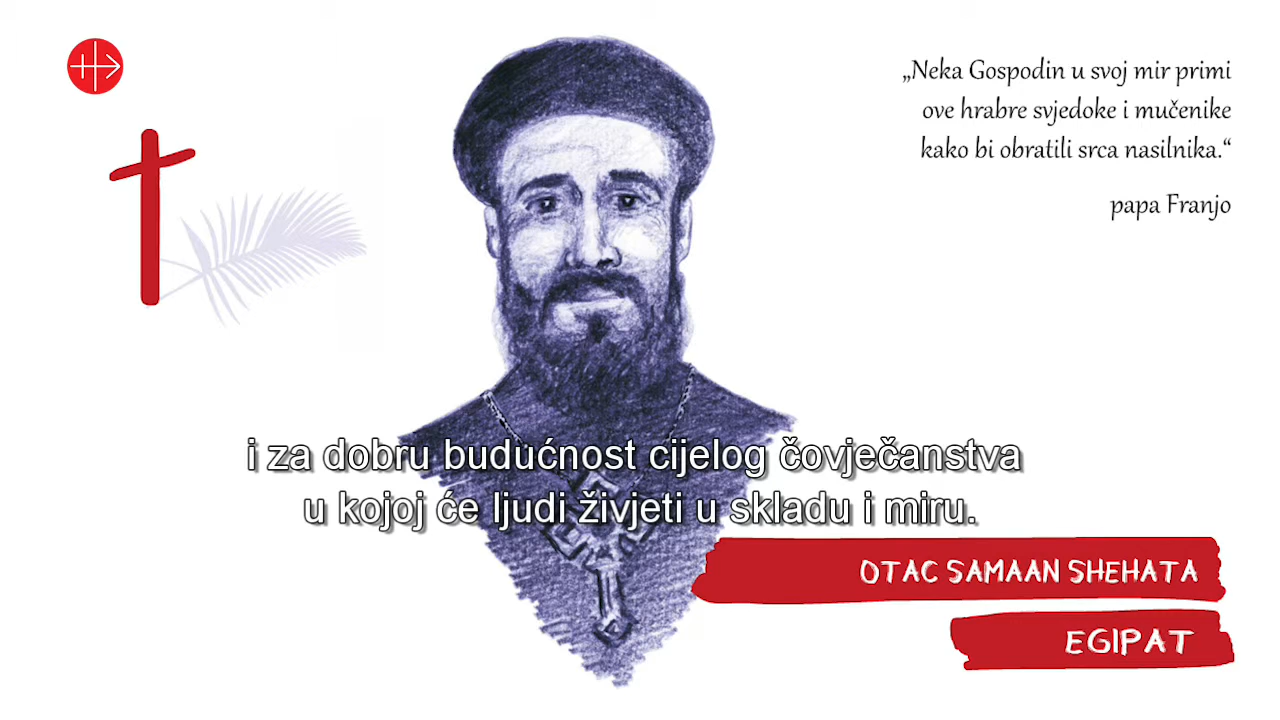 „Neka Gospodin u svoj mir primi
ove hrabre svjedoke i mučenike
kako bi obratili srca nasilnika.“
papa Franjo
i za dobru budućnost cijelog čovječanstva
u kojoj će ljudi živjeti u skladu i miru.
OTAC SAMAAN SHEHATA
EGIPAT